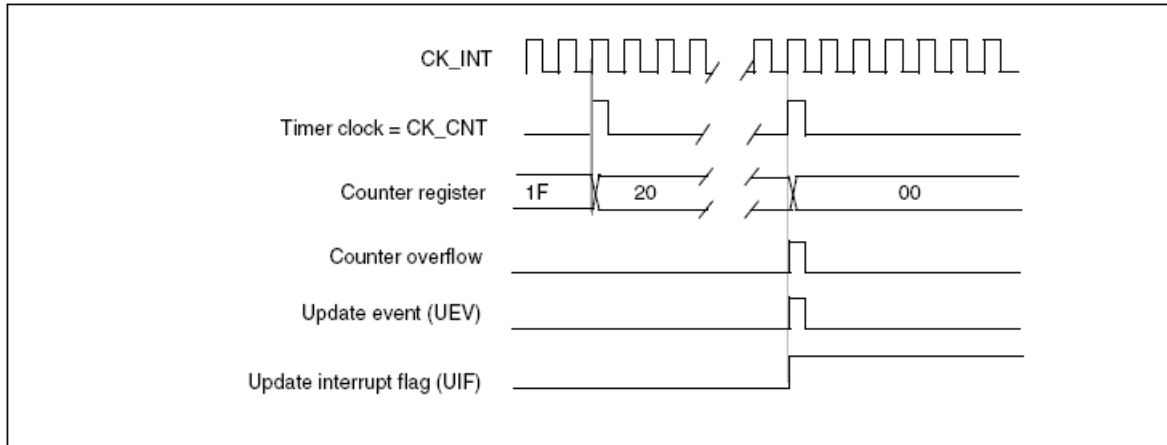 CK_INT
Timer clock = CK_CNT
Counter register 1F 20 00
Counter overflow
Update event (UEV)
Update interrupt flag (UIF)